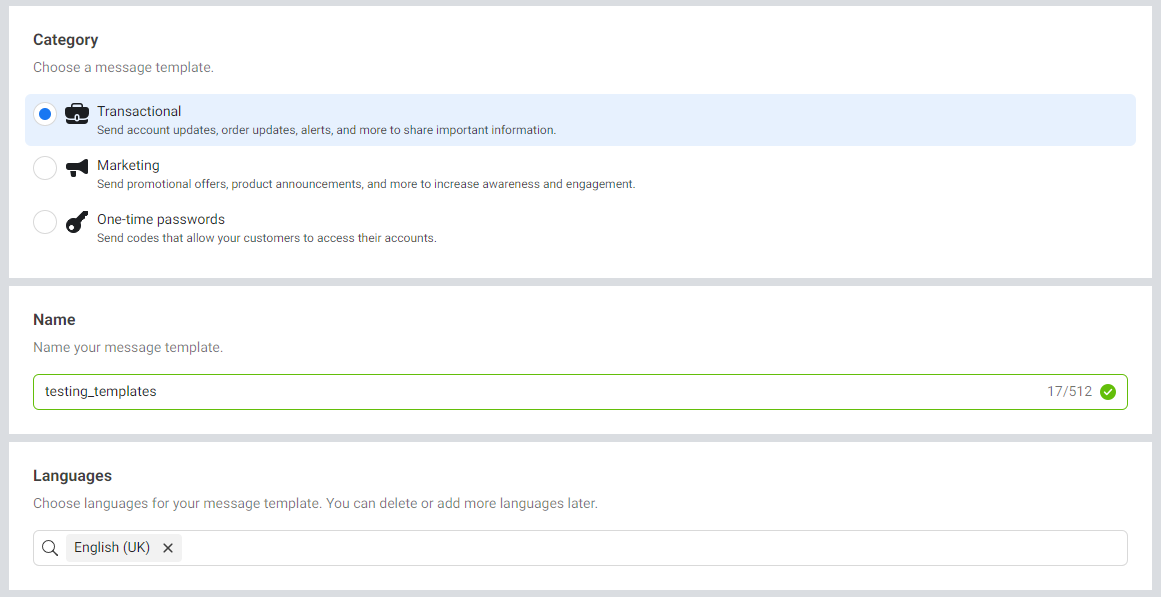 Category
Choose a message template.
Transactional
Send account updates, order updates, alerts, and more to share important information.
Marketing
Send promotional offers, product announcements, and more to increase awareness and engagement.
One-time passwords
Send codes that allow your customers to access their accounts.
Name
Name your message template.
testing_templates 17/512
Languages
Choose languages for your message template. You can delete or add more languages later.
English (UK)